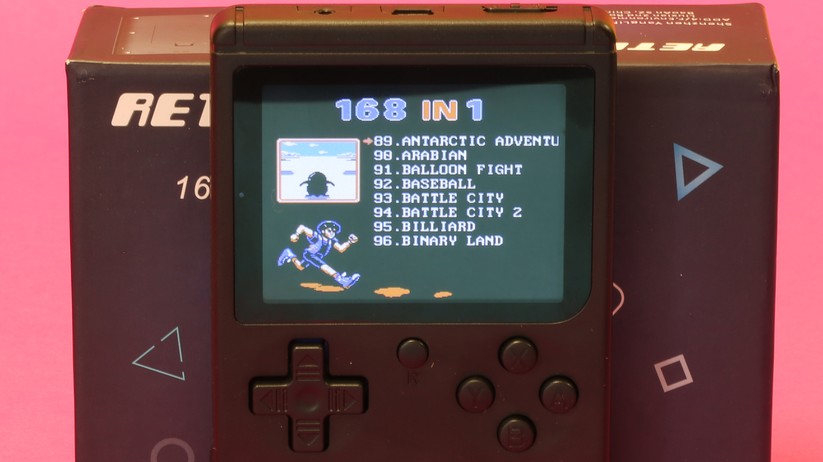 RET
16
168 IN 1
89.ANTARCTIC ADVENTU
90.ARABIAN
91.BALLOON FIGHT
92.BASEBALL
93.BATTLE CITY
94.BATTLE CITY 2
95.BILLIARD
96.BINARY LAND
R
X
Y
A
B